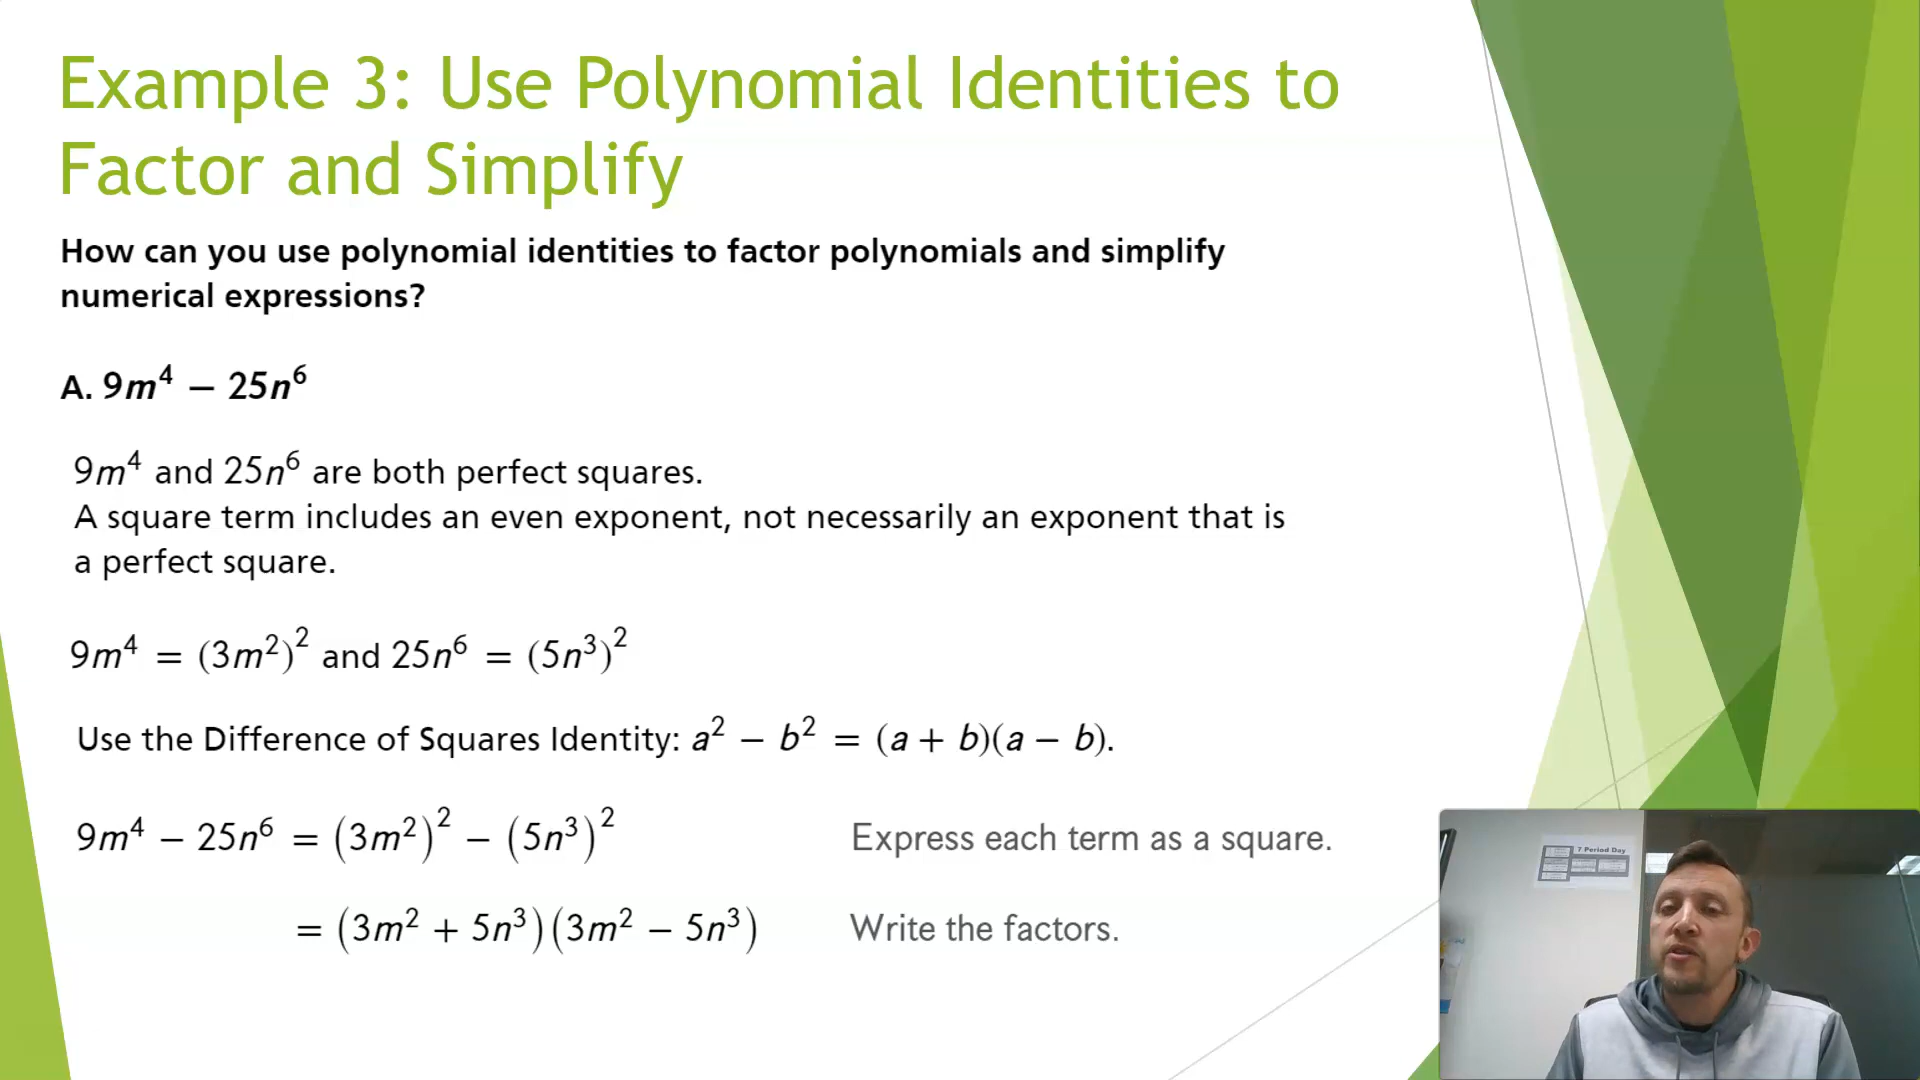 Example 3: Use Polynomial Identities to
Factor and Simplify
How can you use polynomial identities to factor polynomials and simplify
numerical expressions?
A. 9m⁴ − 25n⁶
9m⁴ and 25n⁶ are both perfect squares.
A square term includes an even exponent, not necessarily an exponent that is
a perfect square.
9m⁴ = (3m²)² and 25n⁶ = (5n³)²
Use the Difference of Squares Identity: a² − b² = (a + b)(a − b).
9m⁴ − 25n⁶ = (3m²)² − (5n³)² Express each term as a square.
= (3m² + 5n³)(3m² − 5n³) Write the factors.
7 Period Day